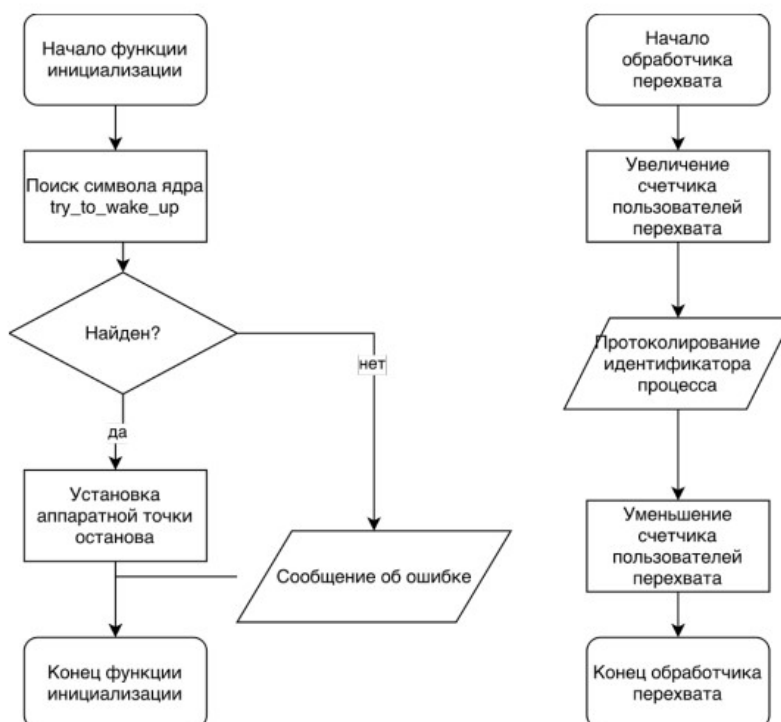 Начало функции
инициализации
Поиск символа ядра
try_to_wake_up
Найден?
нет
да
Установка
аппаратной точки
останова
Сообщение об ошибке
Конец функции
инициализации
Начало
обработчика
перехвата
Увеличение
счетчика
пользователей
перехвата
Протоколирование
идентификатора
процесса
Уменьшение
счетчика
пользователей
перехвата
Конец обработчика
перехвата